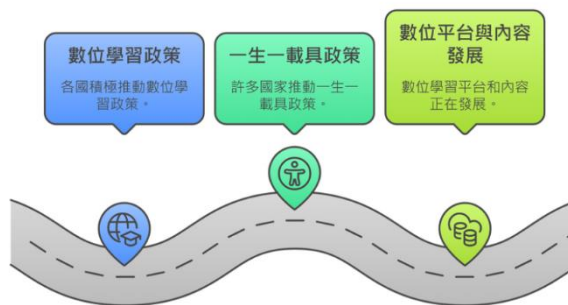 數位學習政策
各國積極推動數位學
習政策。
一生一載具政策
許多國家推動一生一
載具政策。
數位平台與內容
發展
數位學習平台和內容
正在發展。